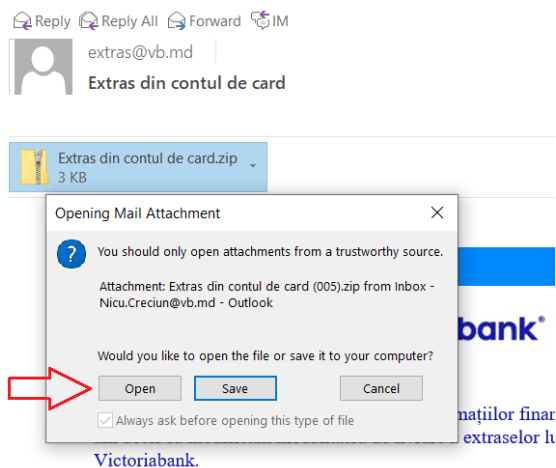 Reply Reply All Forward IM
extras@vb.md
Extras din contul de card
Extras din contul de card.zip
3 KB
Opening Mail Attachment
You should only open attachments from a trustworthy source.
Attachment: Extras din contul de card (005).zip from Inbox -
Nicu.Creciun@vb.md - Outlook
bank
Would you like to open the file or save it to your computer?
Open Save Cancel
Always ask before opening this type of file
extraselor
Victoriabank.